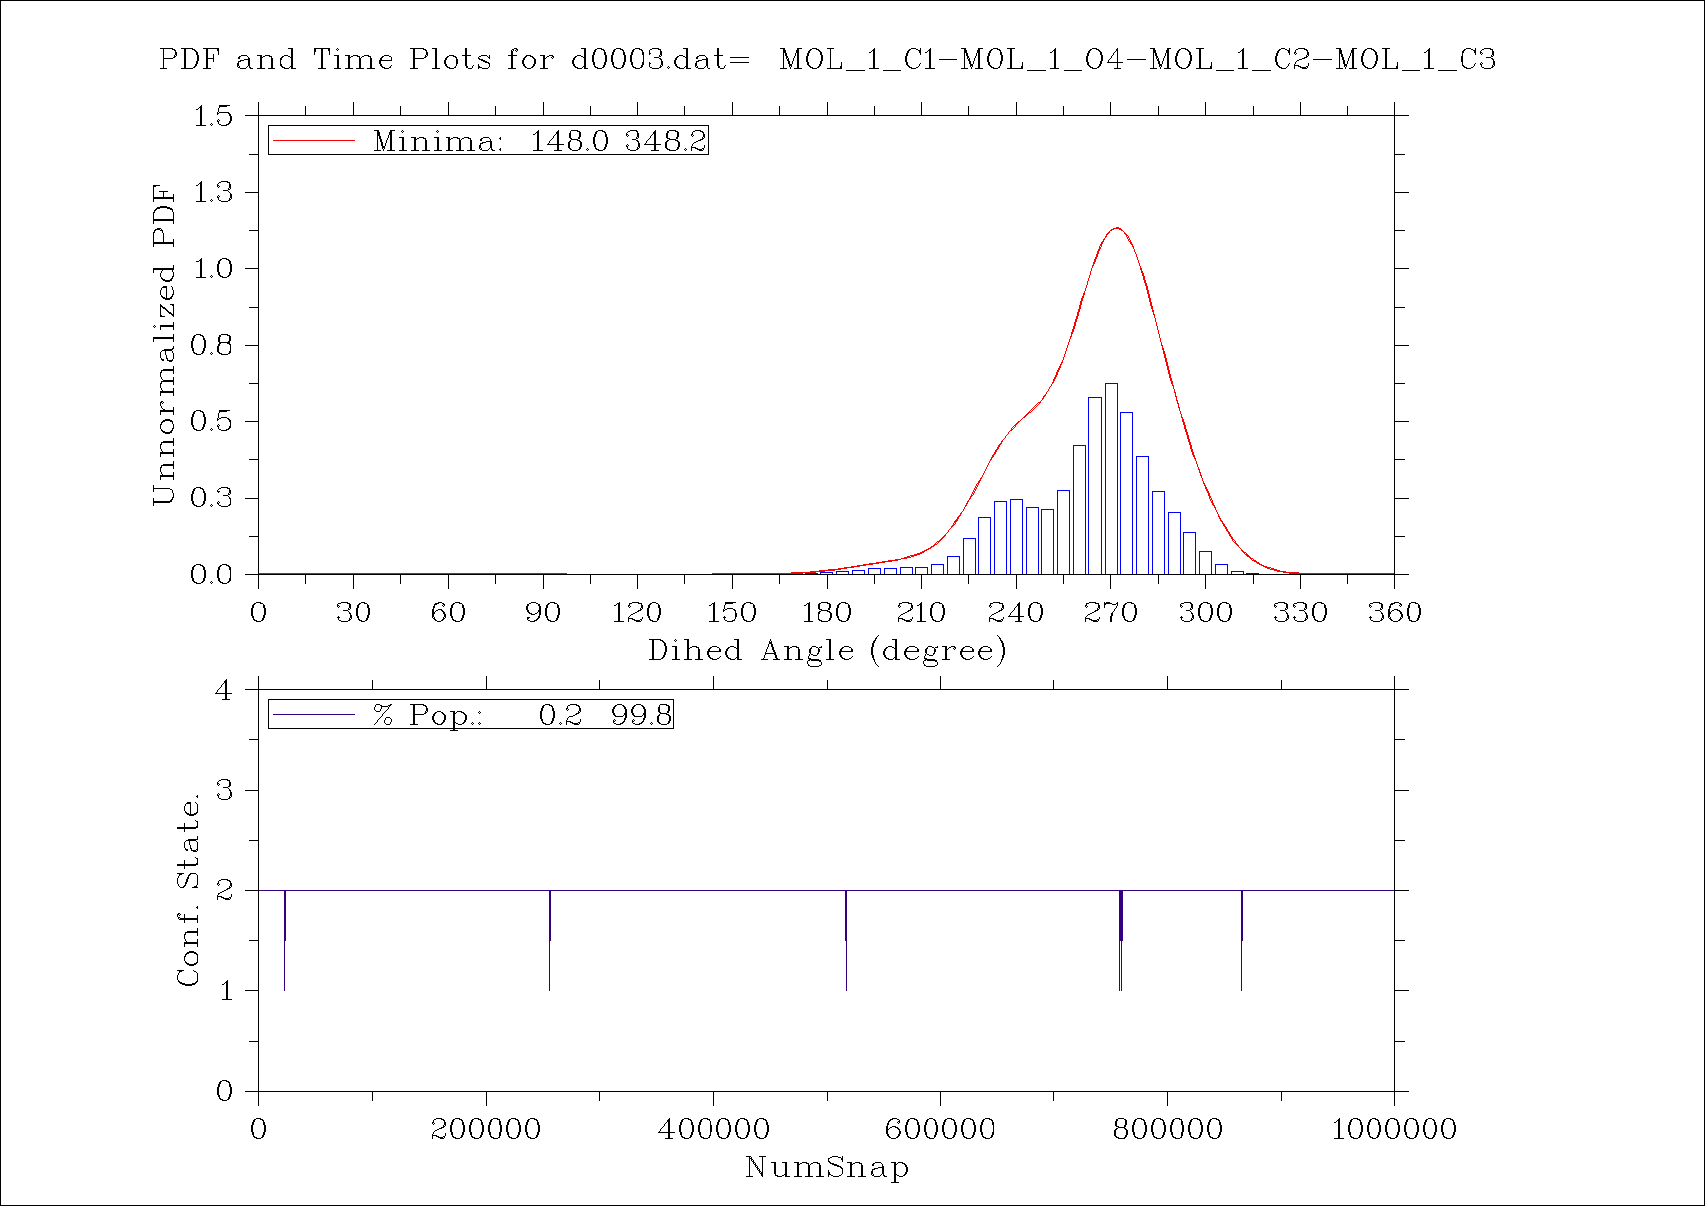 PDF and Time Plots for d0003.dat= MOL_1_C1-MOL_1_O4-MOL_1_C2-MOL_1_C3
Minima: 148.0 348.2
Unnormalized PDF
1.5
1.3
1.0
0.8
0.5
0.3
0.0
0 30 60 90 120 150 180 210 240 270 300 330 360
Dihed Angle (degree)
% Pop.: 0.2 99.8
Conf. State.
4
3
2
1
0
0 200000 400000 600000 800000 1000000
NumSnap